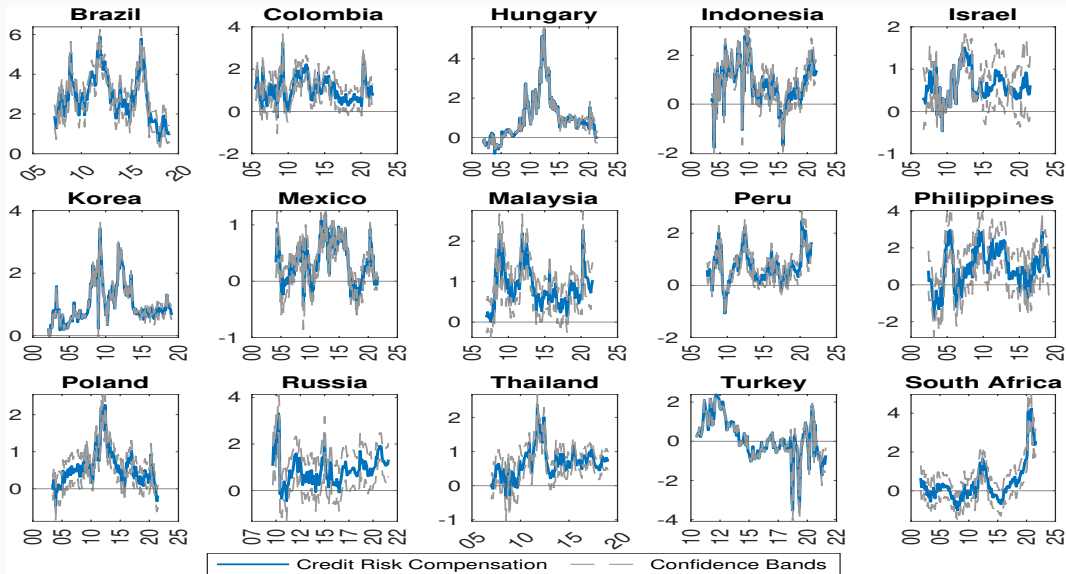 Brazil Colombia Hungary Indonesia Israel
6 4 2 0
05 10 15 20
4 2 0 -2
05 10 15 20 25
4 2 0
00 05 10 15 20 25
2 0 -2
00 05 10 15 20 25
2 1 0 -1
05 10 15 20 25
Korea Mexico Malaysia Peru Philippines
4 2 0
00 05 10 15 20
1 0 -1
00 05 10 15 20 25
2 1 0
05 10 15 20 25
2 0 2
05 10 15 20 25
4 2 0 -2
05 10 15 20
Poland Russia Thailand Turkey South Africa
2 1 0
00 05 10 15 20 25
4 2 0
07 10 12 15 17 20 22
2 1 0 -1
05 10 15 20
2 0 -2 -4
10 12 15 17 20 22
4 2 0
00 05 10 15 20 25
Credit Risk Compensation Confidence Bands